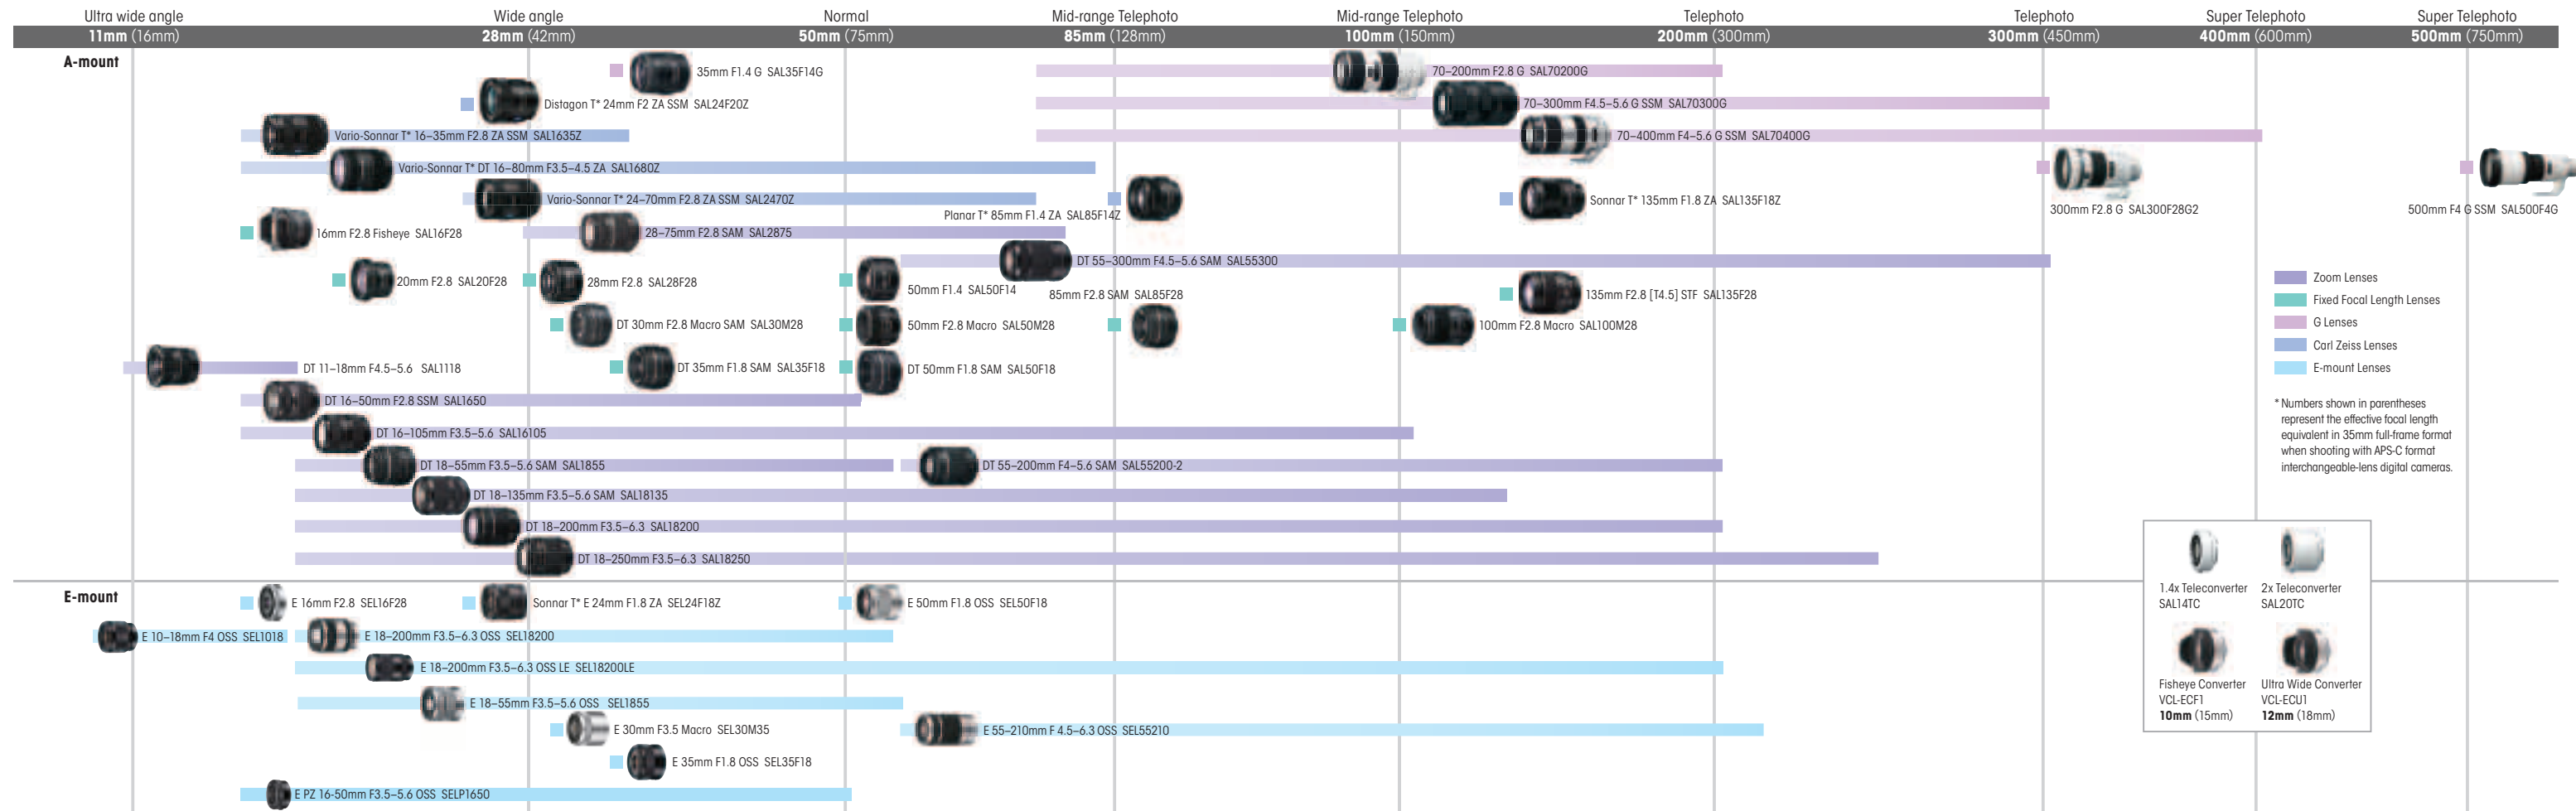 Ultra wide angle
Wide angle
Normal
Mid-range Telephoto
Mid-range Telephoto
Telephoto
Telephoto
Super Telephoto
Super Telephoto
11mm (16mm)
28mm (42mm)
50mm (75mm)
85mm (128mm)
100mm (150mm)
200mm (300mm)
300mm (450mm)
400mm (600mm)
500mm (750mm)
A-mount
35mm F1.4 G SAL35F14G
70–200mm F2.8 G SAL70200G
Distagon T* 24mm F2 ZA SSM SAL24F20Z
70–300mm F4.5–5.6 G SSM SAL70300G
Vario-Sonnar T* 16–35mm F2.8 ZA SSM SAL1635Z
70–400mm F4–5.6 G SSM SAL70400G
Vario-Sonnar T* DT 16–80mm F3.5–4.5 ZA SAL1680Z
Vario-Sonnar T* 24–70mm F2.8 ZA SSM SAL2470Z
Planar T* 85mm F1.4 ZA SAL85F14Z
Sonnar T* 135mm F1.8 ZA SAL135F18Z
300mm F2.8 G SAL300F28G2
500mm F4 G SSM SAL500F4G
16mm F2.8 Fisheye SAL16F28
28–75mm F2.8 SAM SAL2875
DT 55–300mm F4.5–5.6 SAM SAL55300
20mm F2.8 SAL20F28
28mm F2.8 SAL28F28
50mm F1.4 SAL50F14
85mm F2.8 SAM SAL85F28
135mm F2.8 [T4.5] STF SAL135F28
DT 30mm F2.8 Macro SAM SAL30M28
50mm F2.8 Macro SAL50M28
100mm F2.8 Macro SAL100M28
DT 11–18mm F4.5–5.6 SAL1118
DT 35mm F1.8 SAM SAL35F18
DT 50mm F1.8 SAM SAL50F18
DT 16–50mm F2.8 SSM SAL1650
DT 16–105mm F3.5–5.6 SAL16105
DT 18–55mm F3.5–5.6 SAM SAL1855
DT 55–200mm F4–5.6 SAM SAL55200-2
DT 18–135mm F3.5–5.6 SAM SAL18135
DT 18–200mm F3.5–6.3 SAL18200
DT 18–250mm F3.5–6.3 SAL18250
Zoom Lenses
Fixed Focal Length Lenses
G Lenses
Carl Zeiss Lenses
E-mount Lenses
* Numbers shown in parentheses
represent the effective focal length
equivalent in 35mm full-frame format
when shooting with APS-C format
interchangeable-lens digital cameras.
E-mount
E 16mm F2.8 SEL16F28
Sonnar T* E 24mm F1.8 ZA SEL24F18Z
E 50mm F1.8 OSS SEL50F18
E 10–18mm F4 OSS SEL1018
E 18–200mm F3.5–6.3 OSS SEL18200
E 18–200mm F3.5–6.3 OSS LE SEL18200LE
E 18–55mm F3.5–5.6 OSS SEL1855
E 30mm F3.5 Macro SEL30M35
E 55–210mm F 4.5–6.3 OSS SEL55210
E 35mm F1.8 OSS SEL35F18
E PZ 16-50mm F3.5–5.6 OSS SELP1650
1.4x Teleconverter
SAL14TC
2x Teleconverter
SAL20TC
Fisheye Converter
VCL-ECF1
10mm (15mm)
Ultra Wide Converter
VCL-ECU1
12mm (18mm)